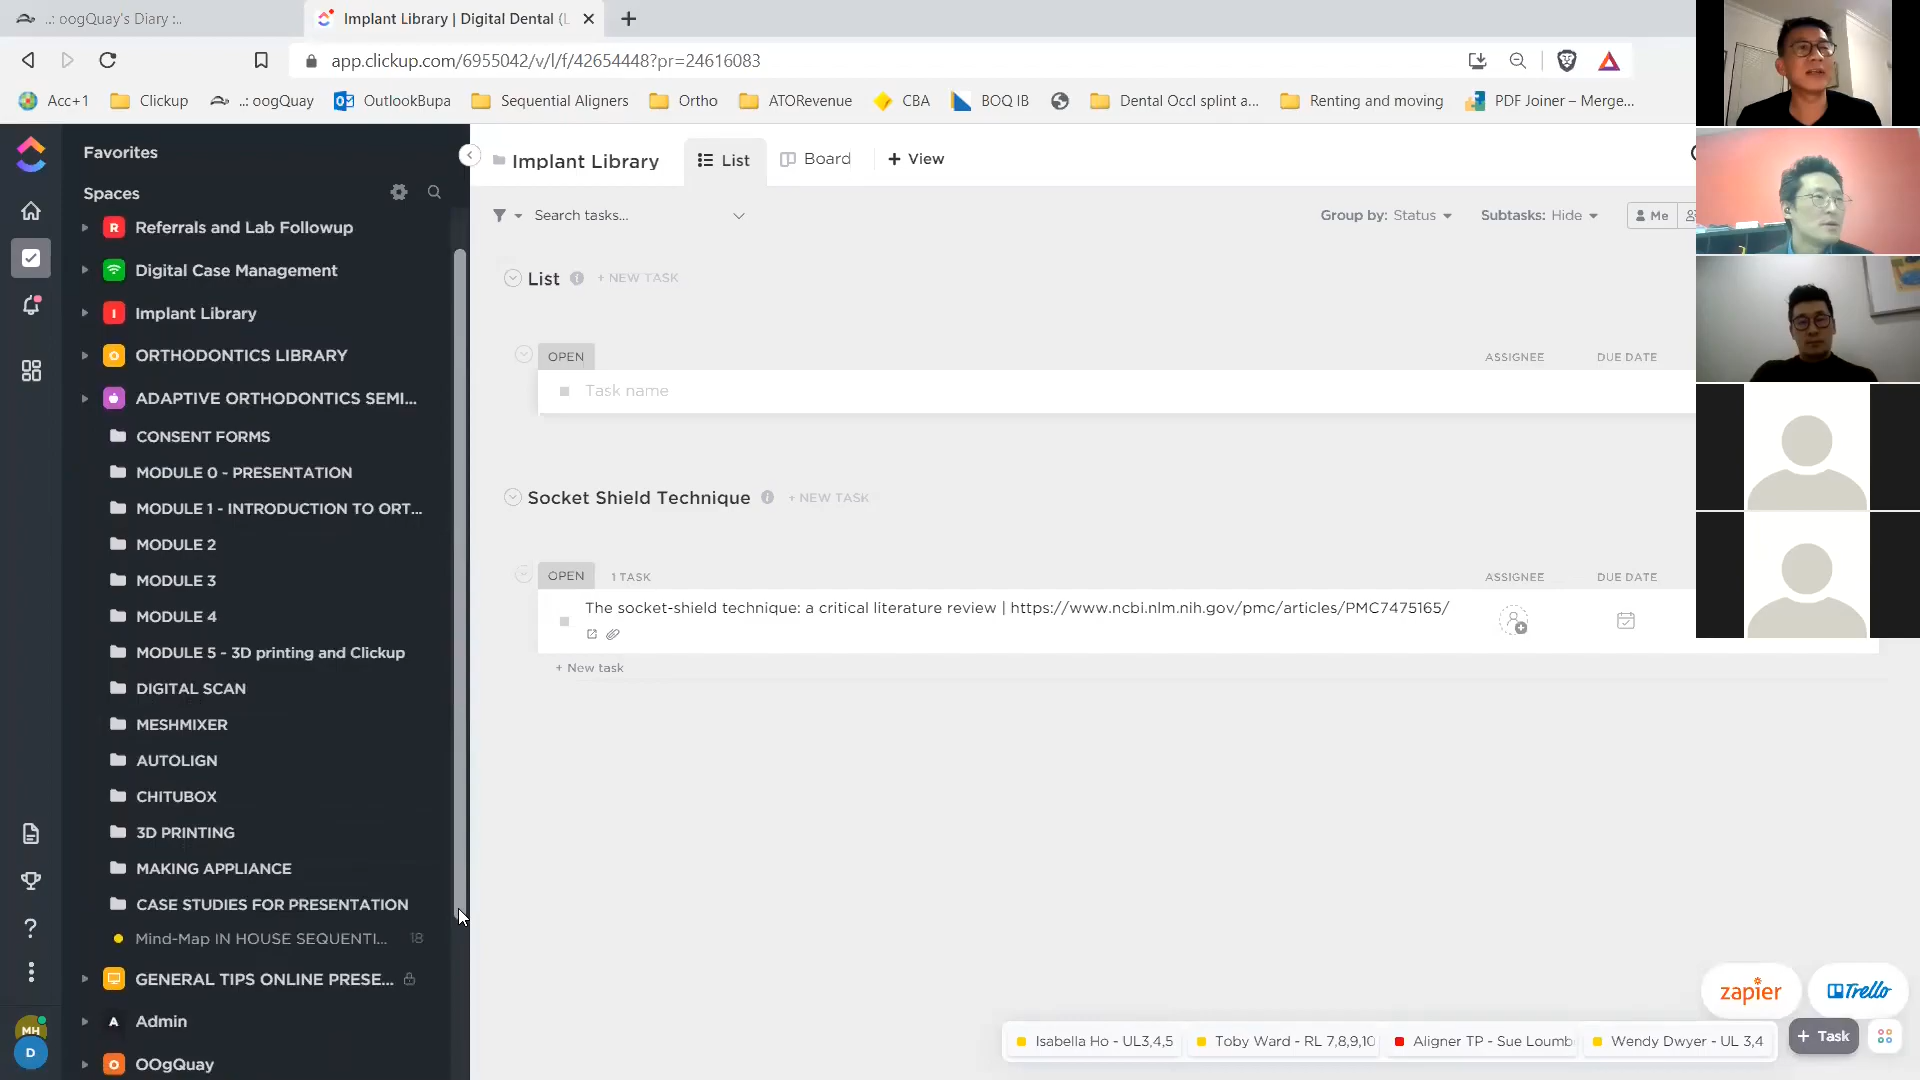 ..: oogQuay's Diary :..
Implant Library | Digital Dental (L
app.clickup.com/6955042/v/l/f/42654448?pr=24616083
Acc+1
Clickup
..: oogQuay
OutlookBupa
Sequential Aligners
Ortho
ATORevenue
CBA
BOQ IB
Dental Occl splint a...
Renting and moving
PDF Joiner – Merge...
Favorites
Spaces
R Referrals and Lab Followup
Digital Case Management
I Implant Library
O ORTHODONTICS LIBRARY
ADAPTIVE ORTHODONTICS SEMI...
CONSENT FORMS
MODULE 0 - PRESENTATION
MODULE 1 - INTRODUCTION TO ORT...
MODULE 2
MODULE 3
MODULE 4
MODULE 5 - 3D printing and Clickup
DIGITAL SCAN
MESHMIXER
AUTOLIGN
CHITUBOX
3D PRINTING
MAKING APPLIANCE
CASE STUDIES FOR PRESENTATION
Mind-Map IN HOUSE SEQUENTI... 18
GENERAL TIPS ONLINE PRESE...
A Admin
O OOgQuay
MH
D
Implant Library
List
Board
+ View
Search tasks...
Group by: Status
Subtasks: Hide
Me
List + NEW TASK
OPEN ASSIGNEE DUE DATE
Task name
Socket Shield Technique + NEW TASK
OPEN 1 TASK ASSIGNEE DUE DATE
The socket-shield technique: a critical literature review | https://www.ncbi.nlm.nih.gov/pmc/articles/PMC7475165/
+ New task
zapier
Trello
Isabella Ho - UL3,4,5
Toby Ward - RL 7,8,9,10
Aligner TP - Sue Loumb
Wendy Dwyer - UL 3,4
+ Task